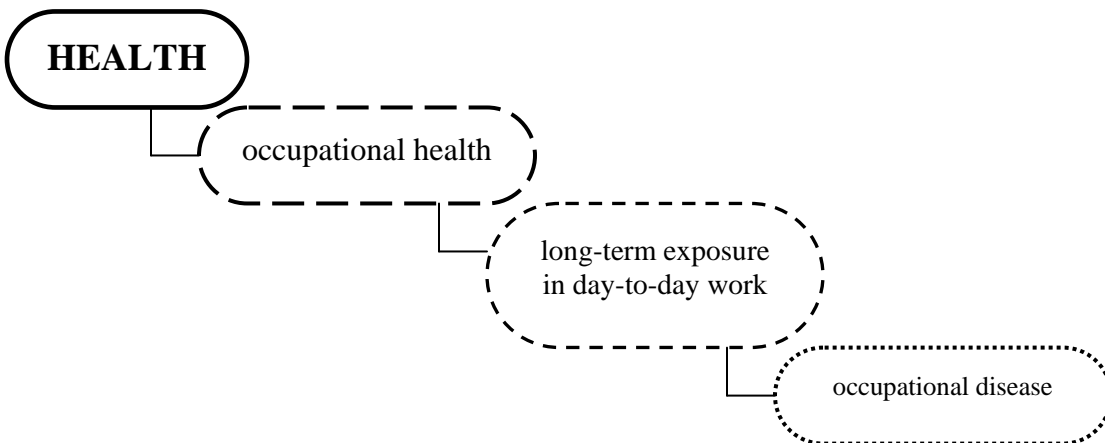 HEALTH
occupational health
long-term exposure
in day-to-day work
occupational disease